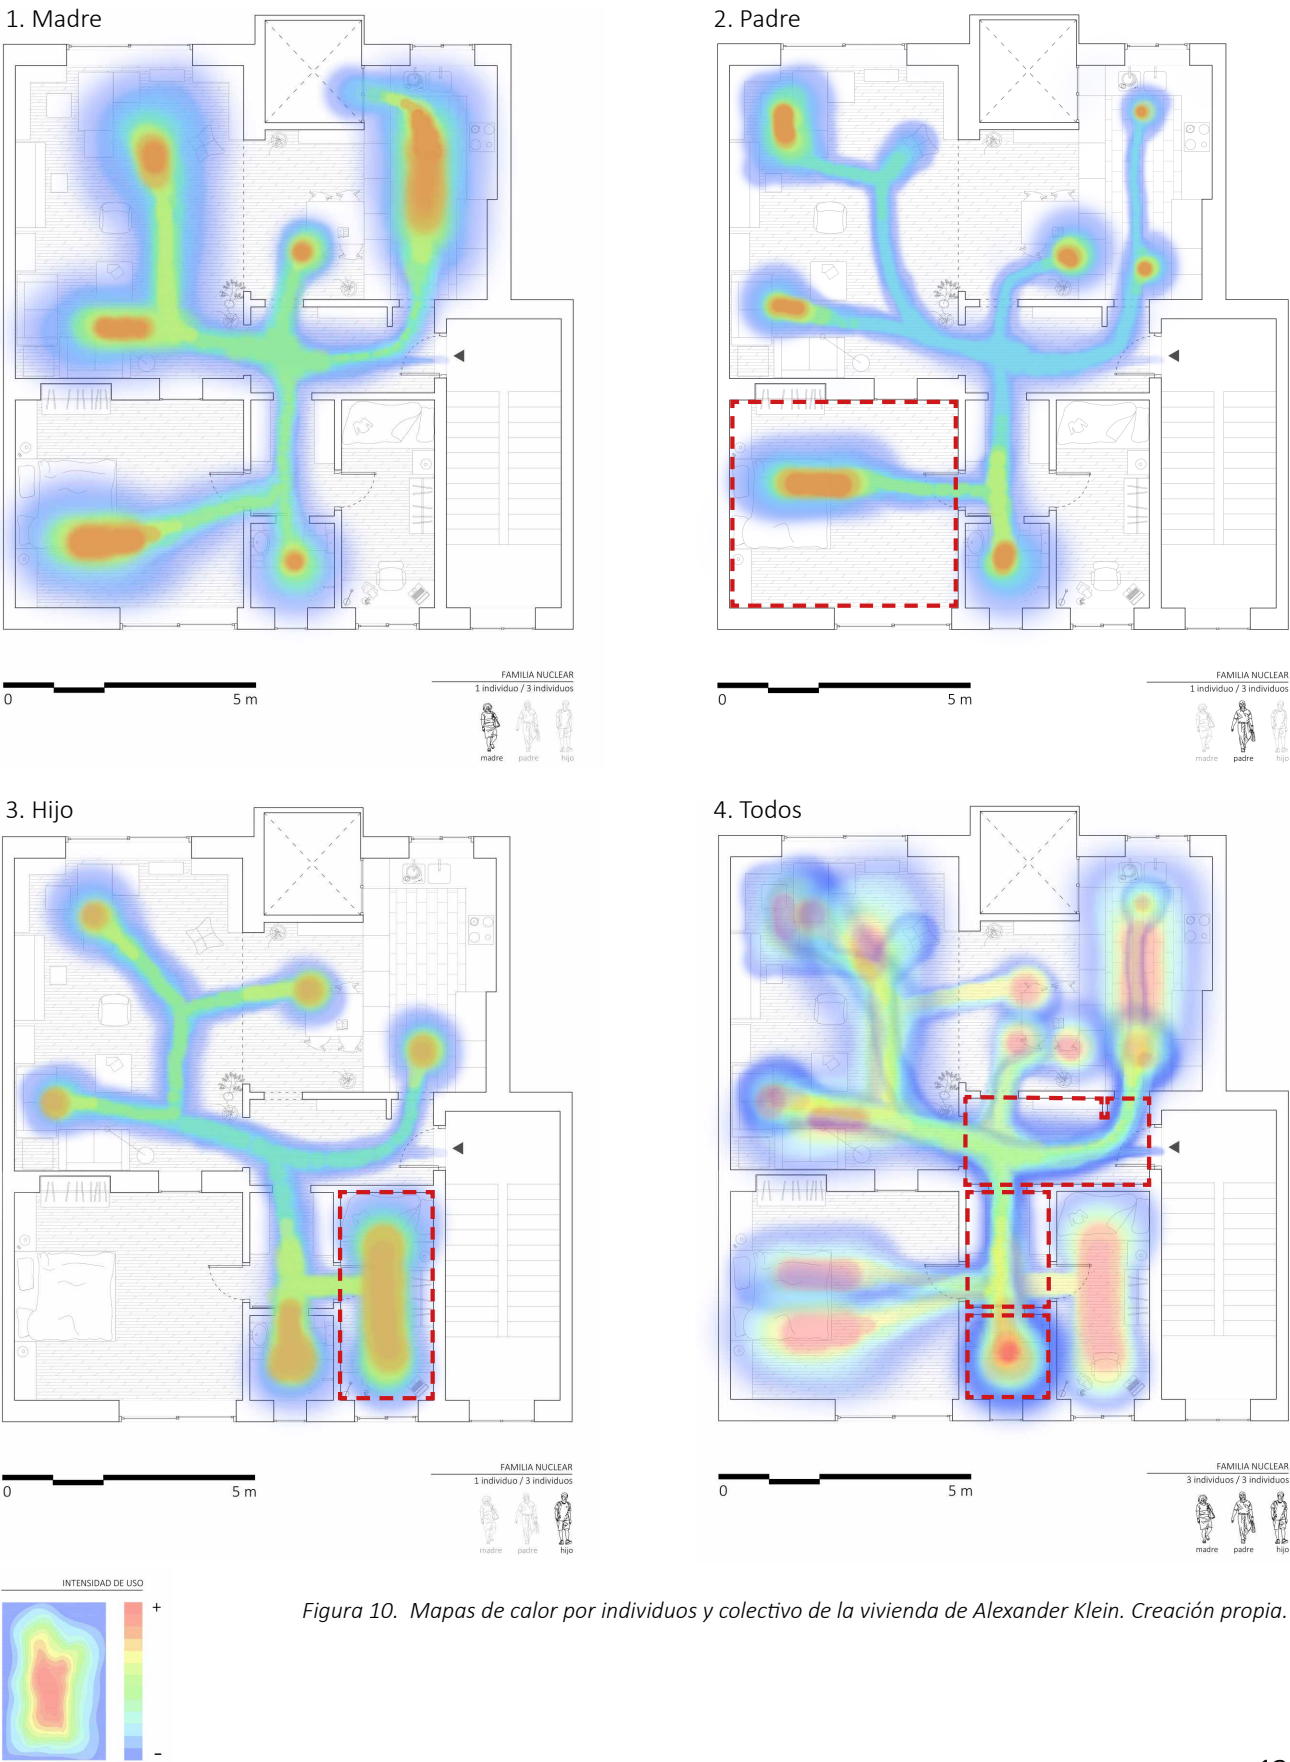 1. Madre
2. Padre
0 5 m
FAMILIA NUCLEAR
1 individuo / 3 individuos
madre padre hijo
0 5 m
FAMILIA NUCLEAR
1 individuo / 3 individuos
madre padre hijo
3. Hijo
4. Todos
0 5 m
FAMILIA NUCLEAR
1 individuo / 3 individuos
madre padre hijo
0 5 m
FAMILIA NUCLEAR
3 individuos / 3 individuos
madre padre hijo
INTENSIDAD DE USO
+
-
Figura 10. Mapas de calor por individuos y colectivo de la vivienda de Alexander Klein. Creación propia.